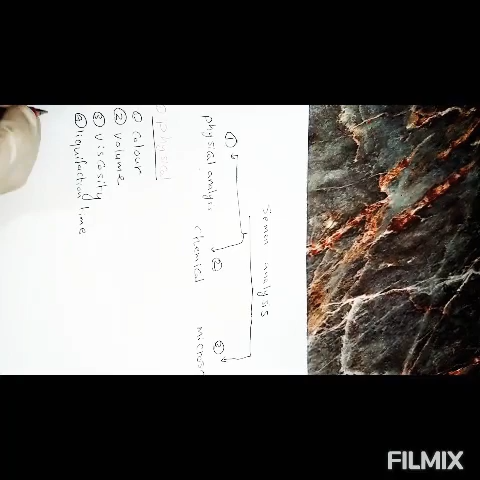 Semen analysis
① ② ③
physical analysis chemical micros
① physical
① colour
② volume
③ viscosity
④ liquifaction time
FILMIX